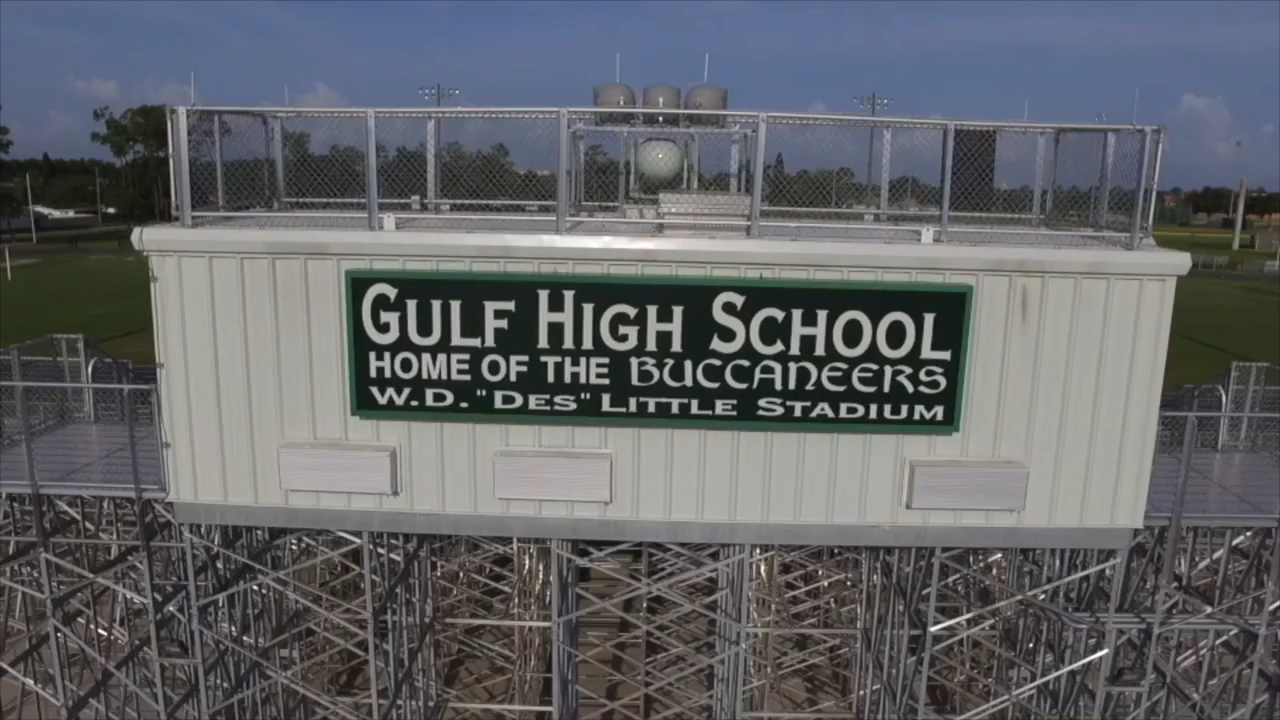 GULF HIGH SCHOOL
HOME OF THE BUCCANEERS
W.D. "DES" LITTLE STADIUM